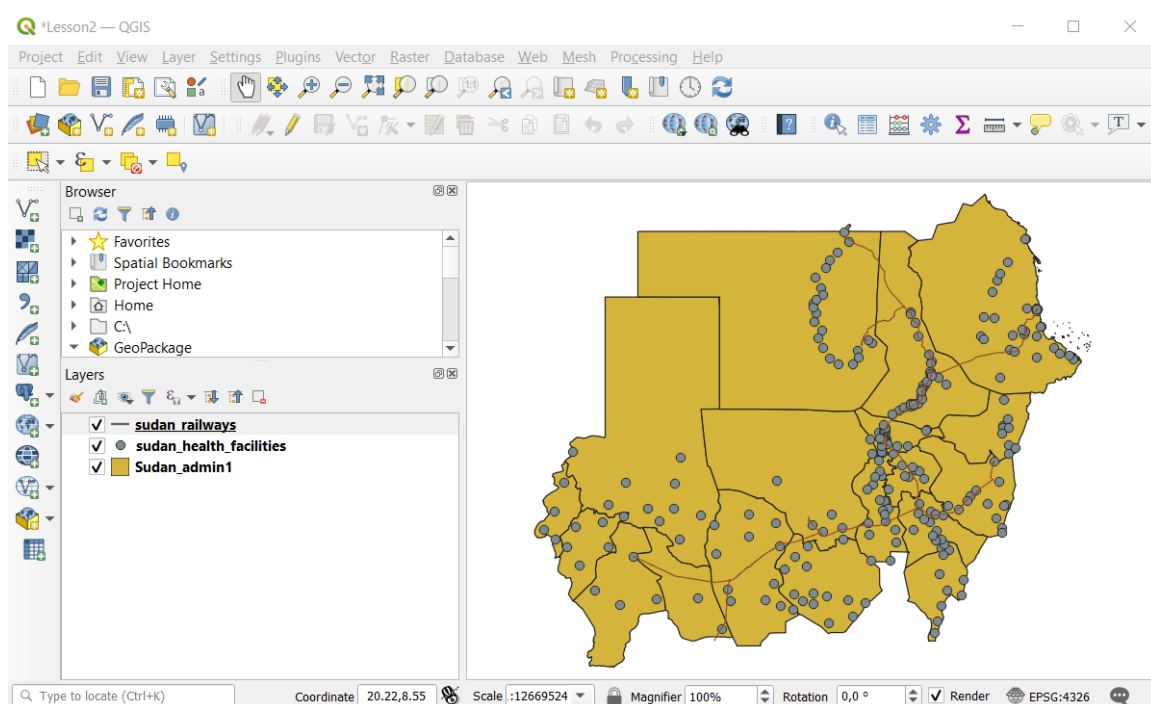 *Lesson2 — QGIS
Project Edit View Layer Settings Plugins Vector Raster Database Web Mesh Processing Help
Browser
Favorites
Spatial Bookmarks
Project Home
Home
C:\
GeoPackage
Layers
sudan_railways
sudan_health_facilities
Sudan_admin1
Type to locate (Ctrl+K) Coordinate 20.22,8.55 Scale .:12669524 Magnifier 100% Rotation 0,0 ° Render EPSG:4326